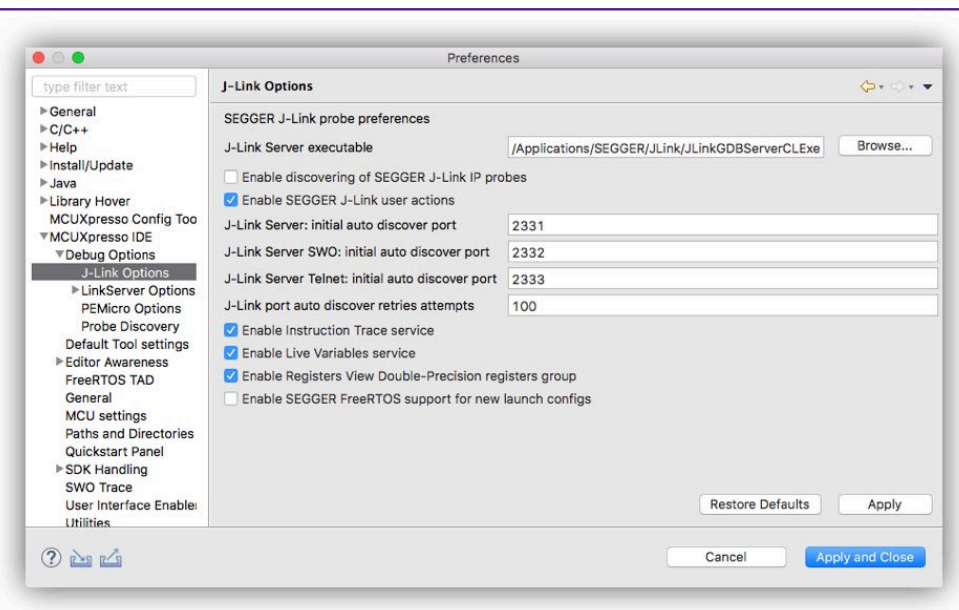 Preferences
type filter text
General
C/C++
Help
Install/Update
Java
Library Hover
MCUXpresso Config Too
MCUXpresso IDE
Debug Options
J-Link Options
LinkServer Options
PEMicro Options
Probe Discovery
Default Tool settings
Editor Awareness
FreeRTOS TAD
General
MCU settings
Paths and Directories
Quickstart Panel
SDK Handling
SWO Trace
User Interface Enable
Utilities
J-Link Options
SEGGER J-Link probe preferences
J-Link Server executable /Applications/SEGGER/JLink/JLinkGDBServerCLExe Browse...
Enable discovering of SEGGER J-Link IP probes
Enable SEGGER J-Link user actions
J-Link Server: initial auto discover port 2331
J-Link Server SWO: initial auto discover port 2332
J-Link Server Telnet: initial auto discover port 2333
J-Link port auto discover retries attempts 100
Enable Instruction Trace service
Enable Live Variables service
Enable Registers View Double-Precision registers group
Enable SEGGER FreeRTOS support for new launch configs
Restore Defaults Apply
? Cancel Apply and Close